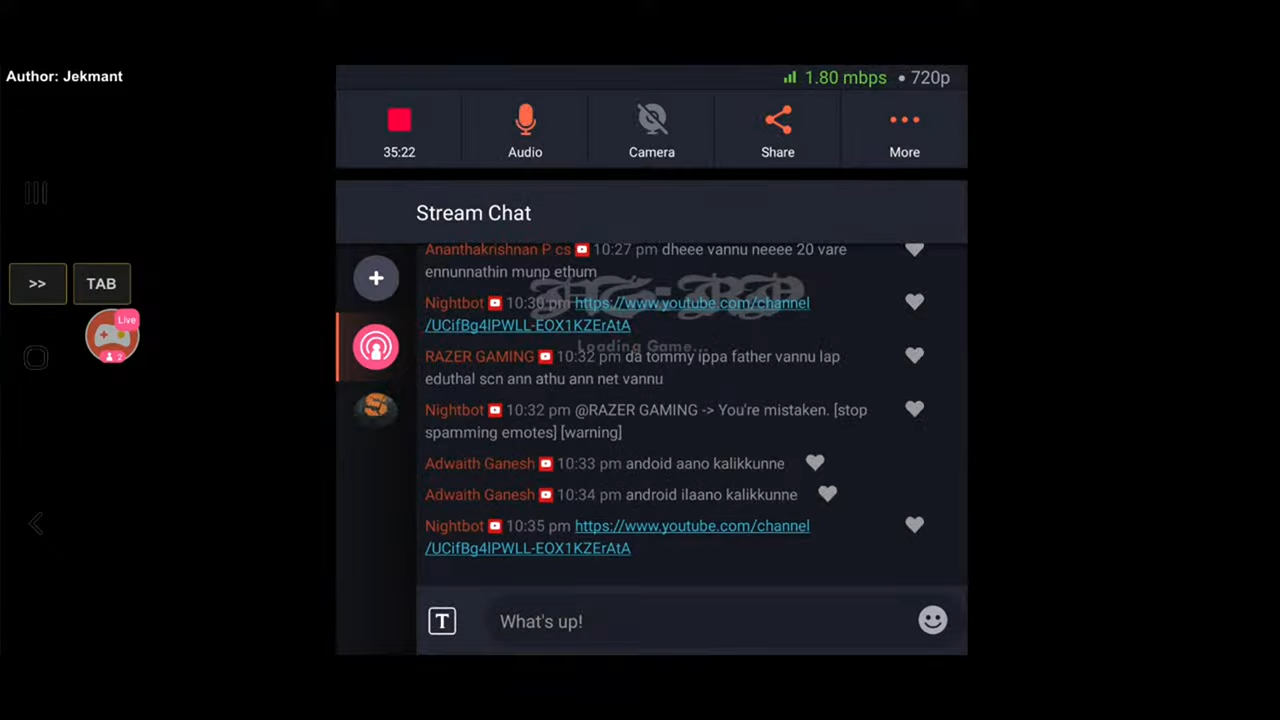 Author: Jekmant
1.80 mbps • 720p
35:22
Audio
Camera
Share
More
Stream Chat
>>
TAB
Live
2
Ananthakrishnan P cs 10:27 pm dheee vannu neeee 20 vare
ennunnathin munp ethum
Nightbot 10:30 pm https://www.youtube.com/channel
/UCifBg4lPWLL-EOX1KZErAtA
Loading Game...
RAZER GAMING 10:32 pm da tommy ippa father vannu lap
eduthal scn ann athu ann net vannu
Nightbot 10:32 pm @RAZER GAMING -> You're mistaken. [stop
spamming emotes] [warning]
Adwaith Ganesh 10:33 pm andoid aano kalikkunne
Adwaith Ganesh 10:34 pm android ilaano kalikkunne
Nightbot 10:35 pm https://www.youtube.com/channel
/UCifBg4lPWLL-EOX1KZErAtA
T
What's up!